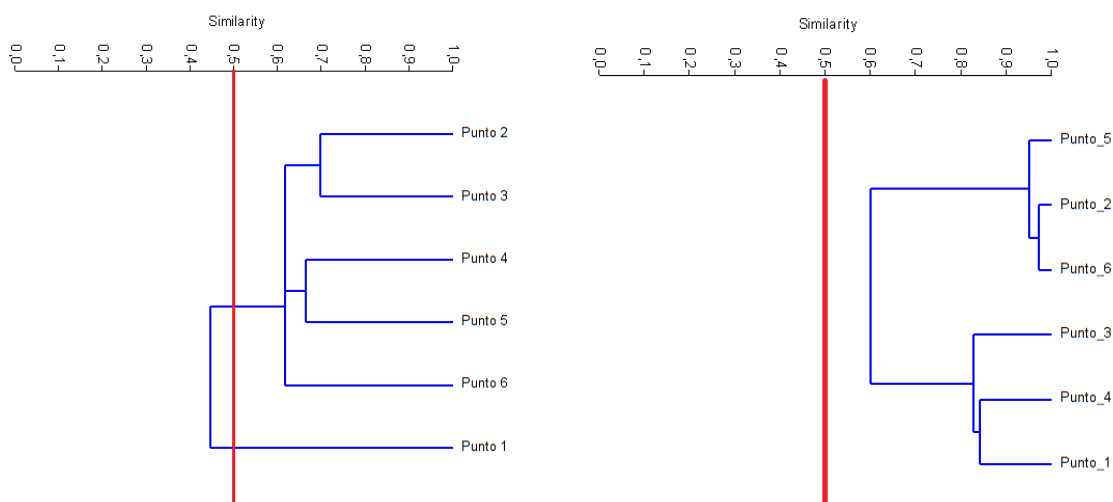 Similarity
0,0 0,1 0,2 0,3 0,4 0,5 0,6 0,7 0,8 0,9 1,0
Punto 2
Punto 3
Punto 4
Punto 5
Punto 6
Punto 1
Similarity
0,0 0,1 0,2 0,3 0,4 0,5 0,6 0,7 0,8 0,9 1,0
Punto_5
Punto_2
Punto_6
Punto_3
Punto_4
Punto_1